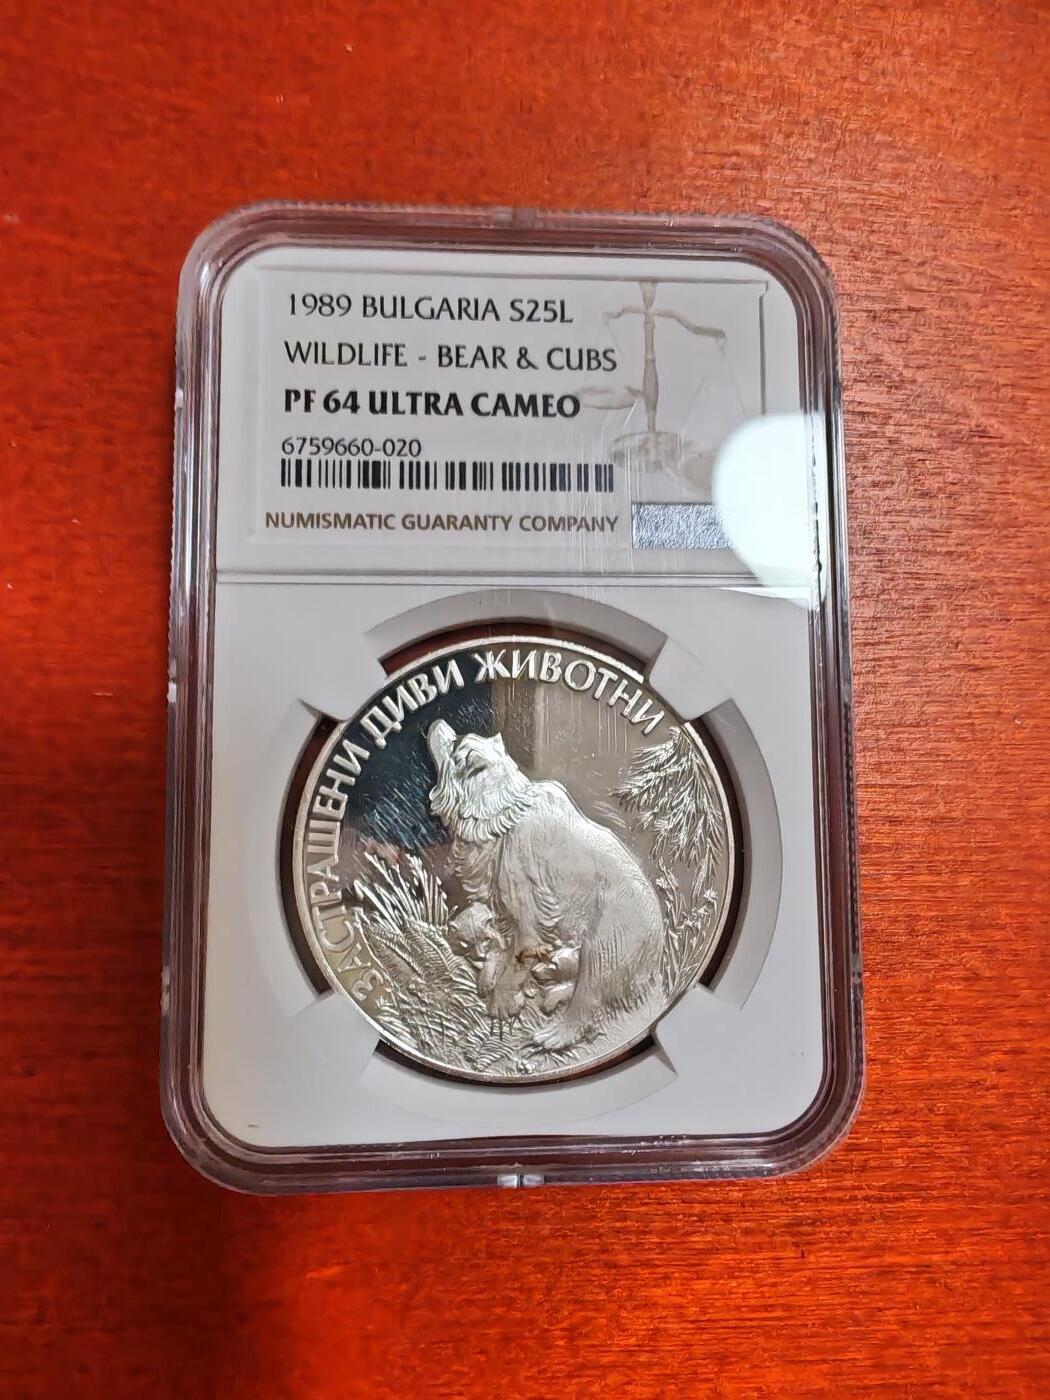 1989 BULGARIA S25L
WILDLIFE - BEAR & CUBS
PF 64 ULTRA CAMEO
6759660-020
NUMISMATIC GUARANTY COMPANY
ЗАСТРАШЕНИ ДИВИ ЖИВОТНИ